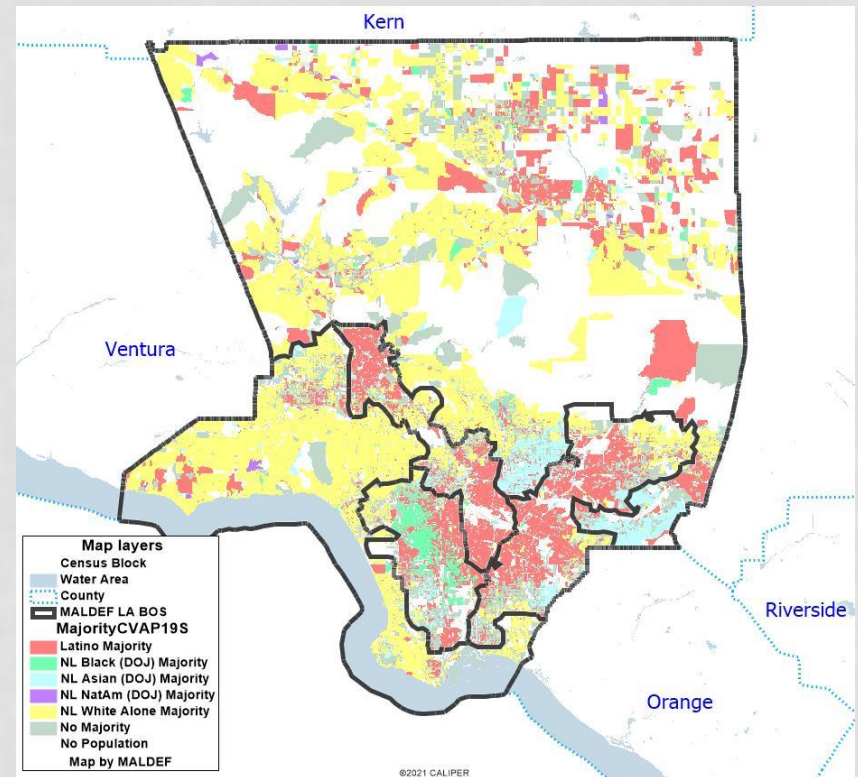 Kern
Ventura
Riverside
Orange
Map layers
Census Block
Water Area
County
MALDEF LA BOS
MajorityCVAP19S
Latino Majority
NL Black (DOJ) Majority
NL Asian (DOJ) Majority
NL NatAm (DOJ) Majority
NL White Alone Majority
No Majority
No Population
Map by MALDEF
©2021 CALIPER